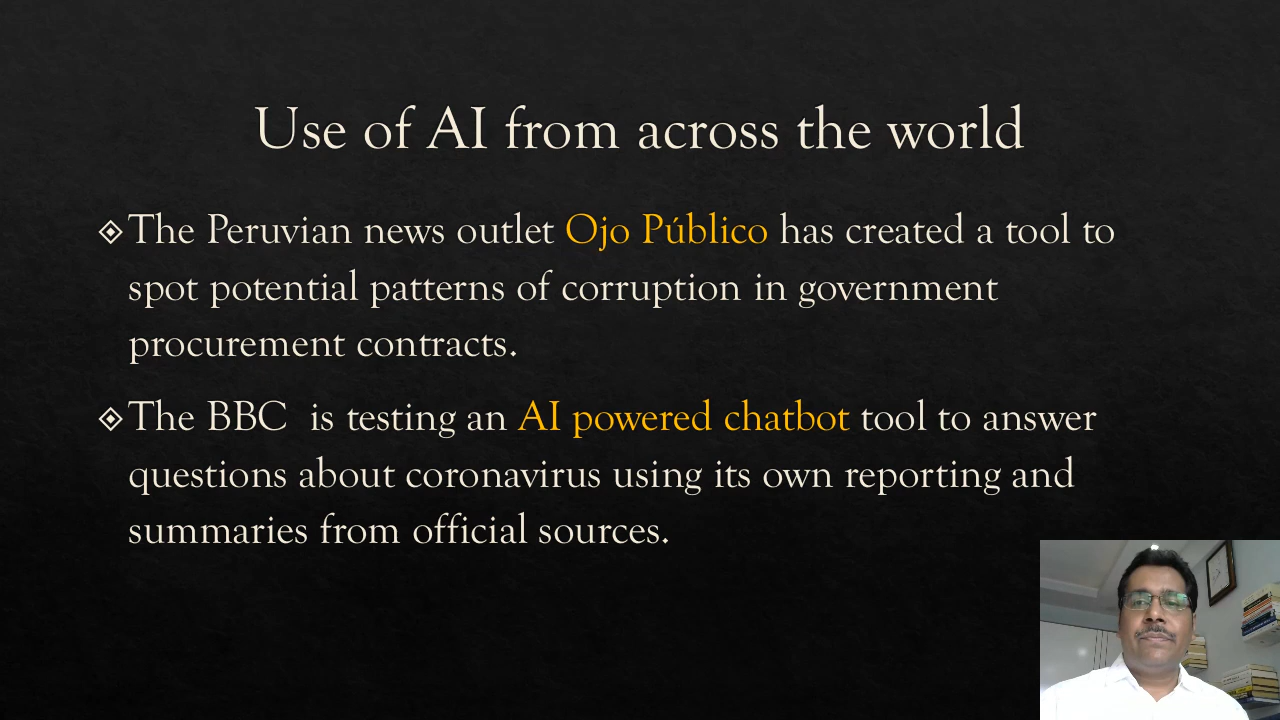 Use of AI from across the world
The Peruvian news outlet Ojo Público has created a tool to
spot potential patterns of corruption in government
procurement contracts.
The BBC  is testing an AI powered chatbot tool to answer
questions about coronavirus using its own reporting and
summaries from official sources.